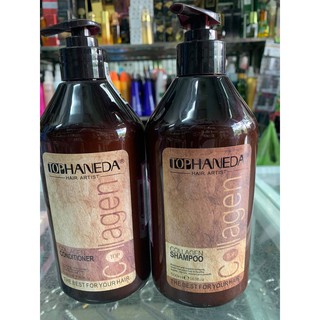 TOPHANEDA®
HAIR ARTIST
Collagen
CONDITIONER
TOP
THE BEST FOR YOUR HAIR
TOPHANEDA®
HAIR ARTIST
Collagen
COLLAGEN
SHAMPOO
THE BEST FOR YOUR HAIR